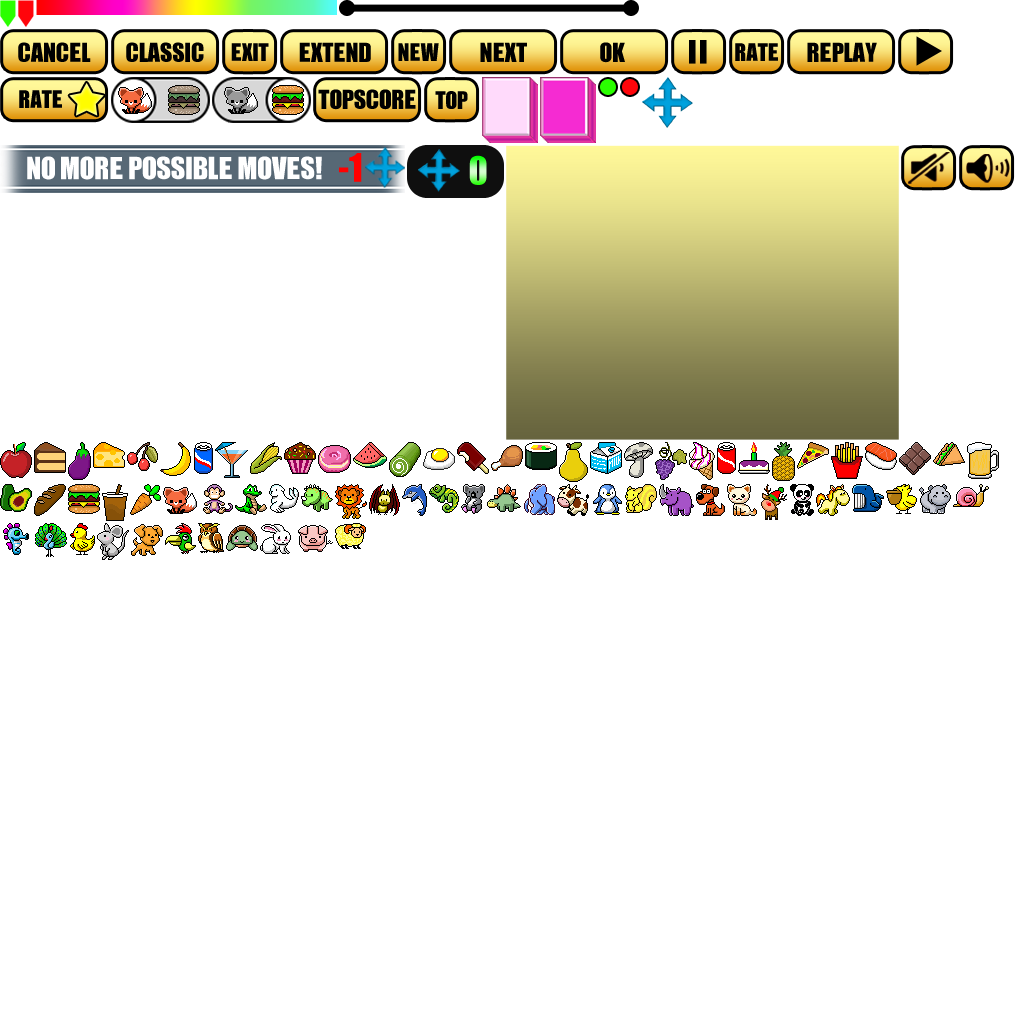 CANCEL CLASSIC EXIT EXTEND NEW NEXT OK RATE REPLAY
RATE TOPSCORE TOP
NO MORE POSSIBLE MOVES! -1 0